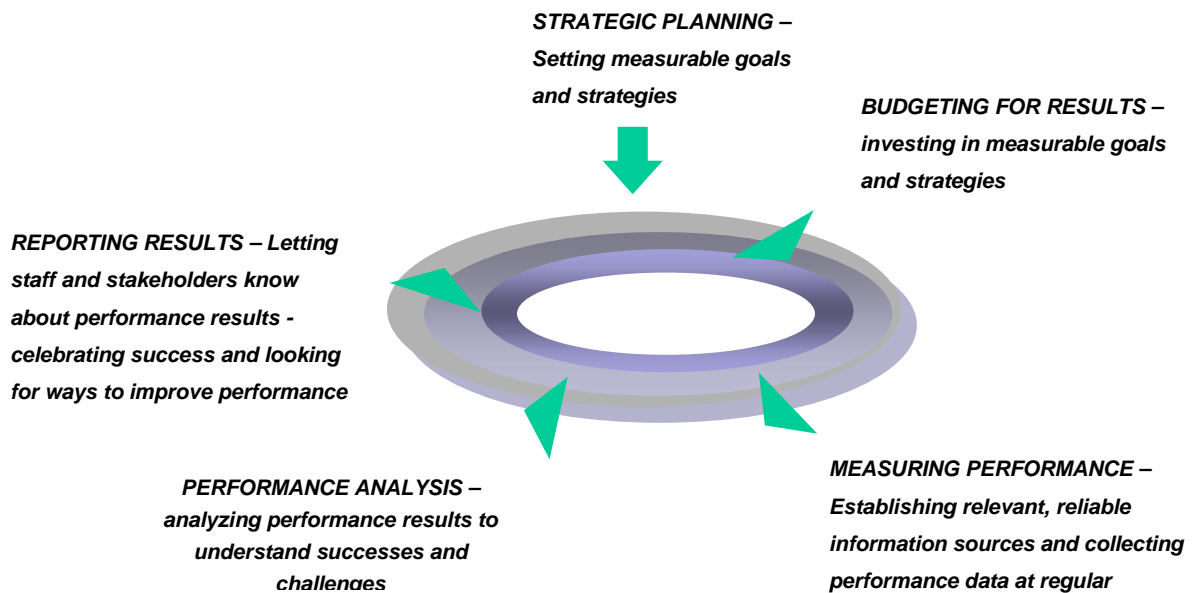 STRATEGIC PLANNING –
Setting measurable goals
and strategies
BUDGETING FOR RESULTS –
investing in measurable goals
and strategies
REPORTING RESULTS – Letting
staff and stakeholders know
about performance results -
celebrating success and looking
for ways to improve performance
PERFORMANCE ANALYSIS –
analyzing performance results to
understand successes and
challenges
MEASURING PERFORMANCE –
Establishing relevant, reliable
information sources and collecting
performance data at regular